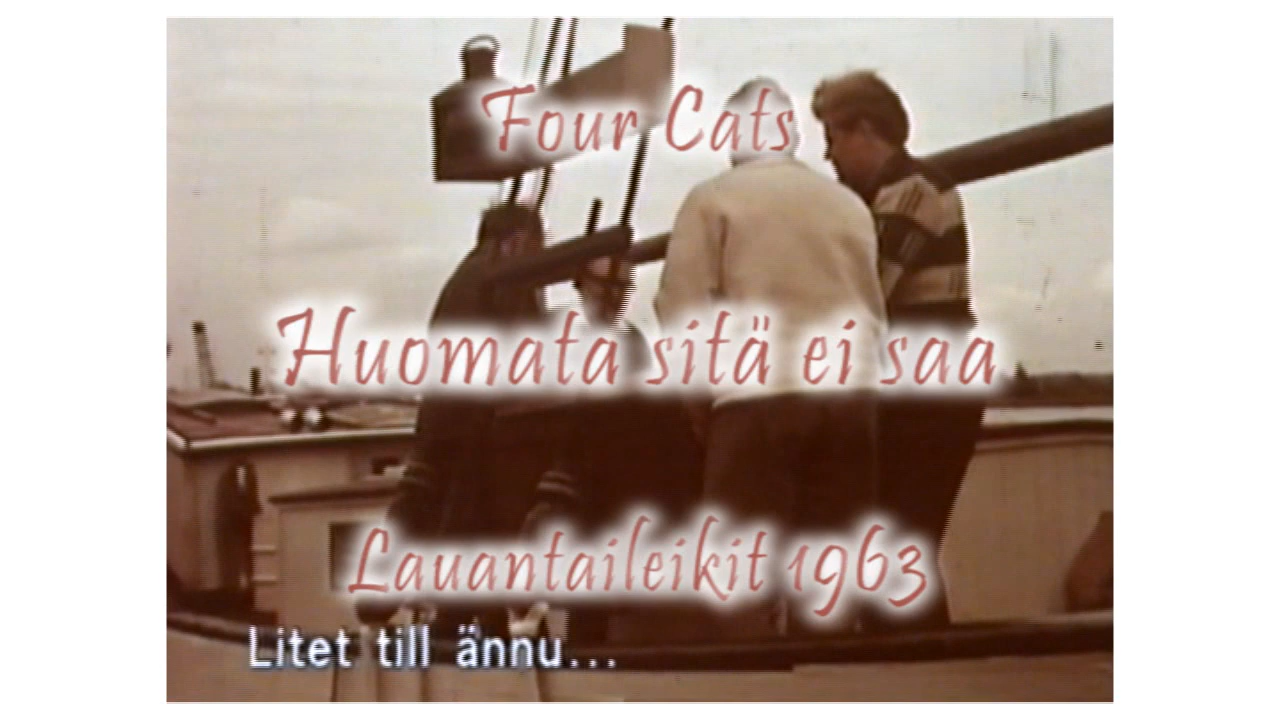 Four Cats
Huomata sitä ei saa
Lauantaileikit 1963
Litet till ännu...